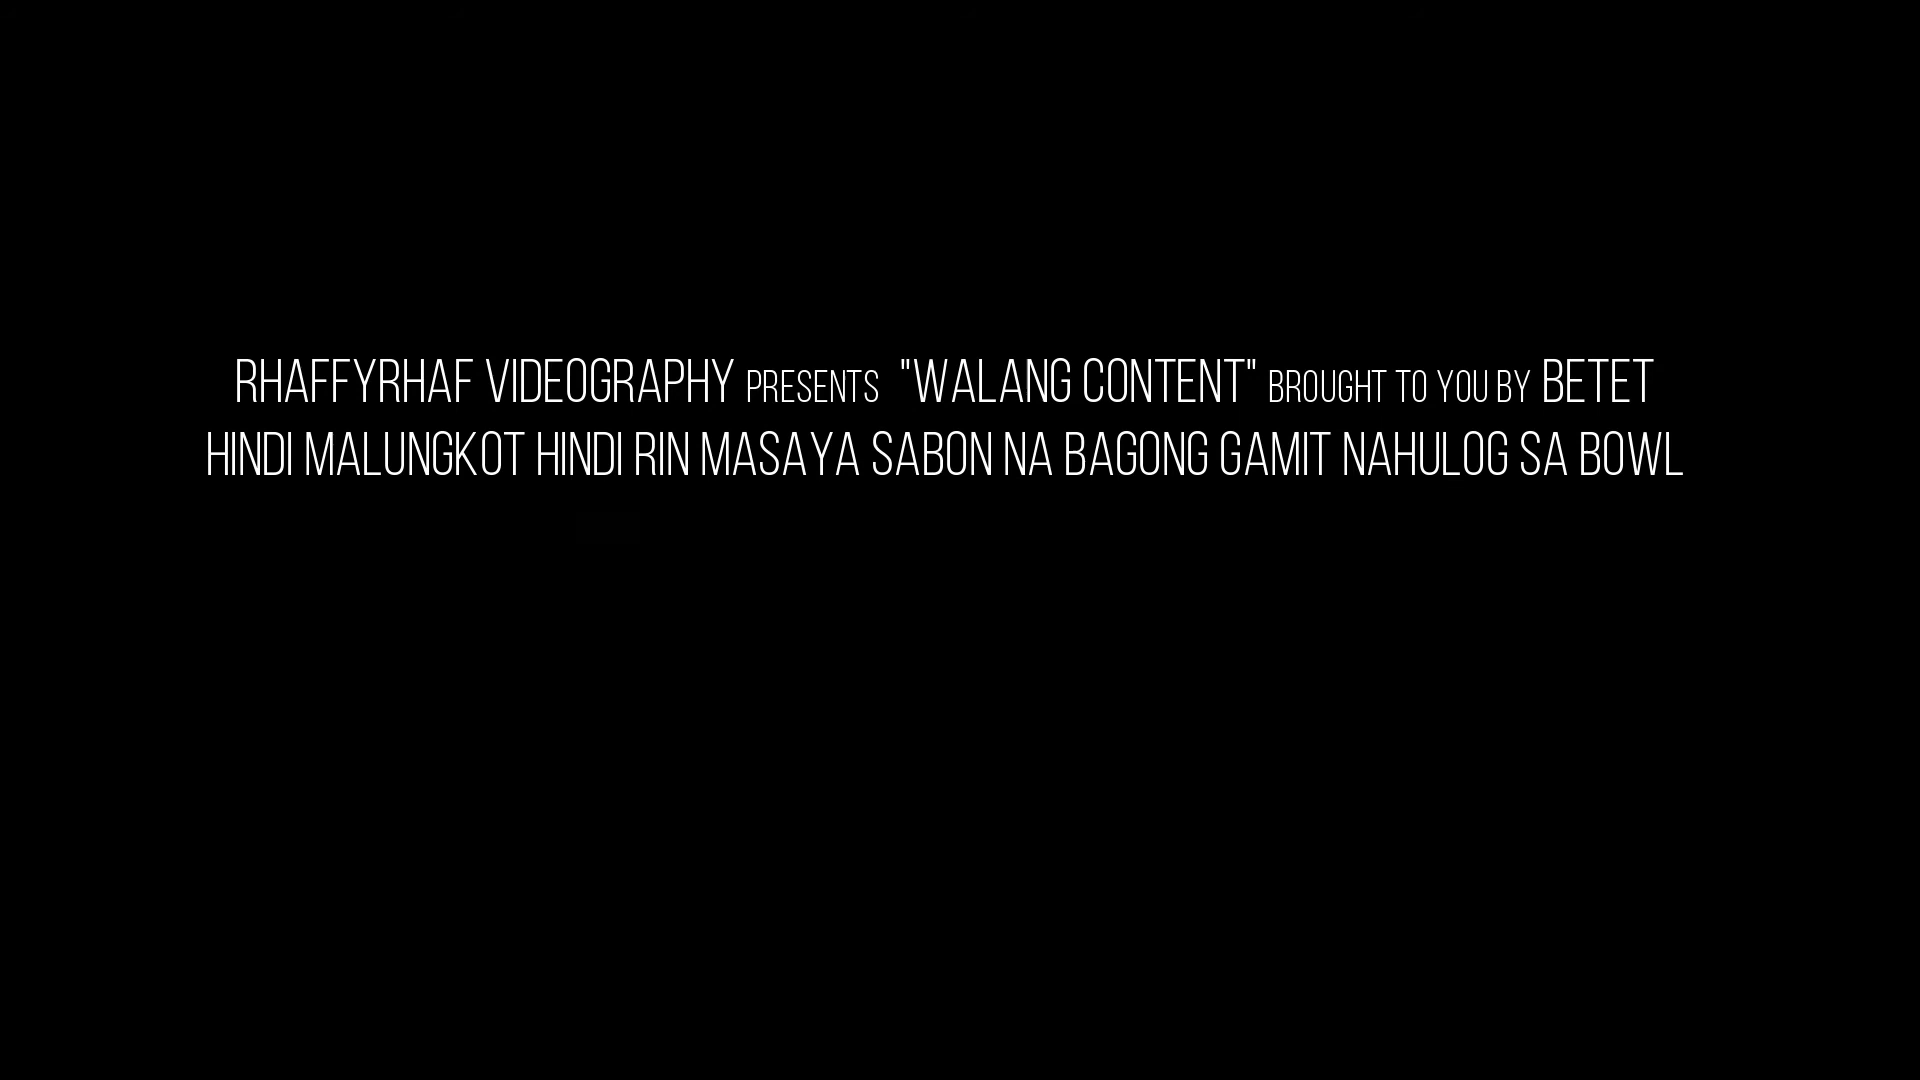 RHAFFYRHAF VIDEOGRAPHY PRESENTS "WALANG CONTENT" BROUGHT TO YOU BY BETET
HINDI MALUNGKOT HINDI RIN MASAYA SABON NA BAGONG GAMIT NAHULOG SA BOWL